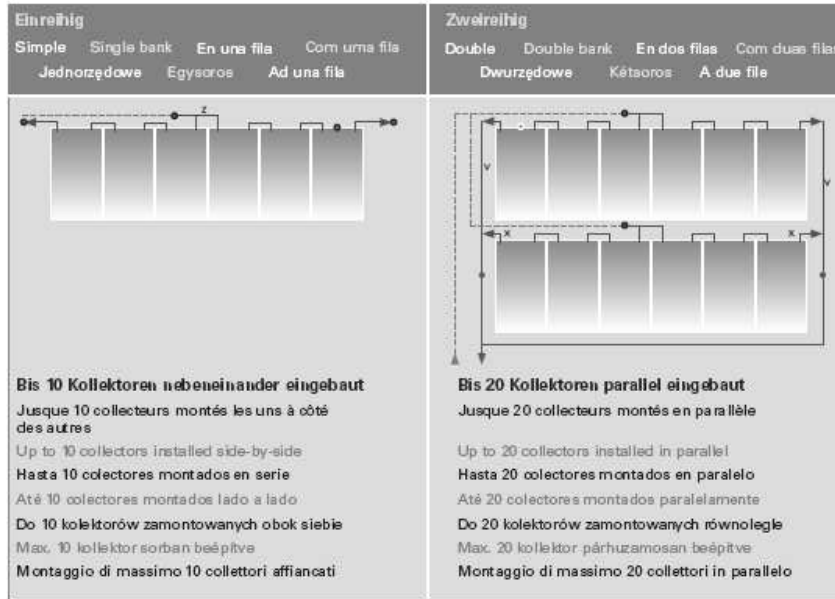 Einreihig
Simple Single bank En una fila Com uma fila
Jednorzędowe Egysoros Ad una fila
z
Bis 10 Kollektoren nebeneinander eingebaut
Jusque 10 collecteurs montés les uns à côté
des autres
Up to 10 collectors installed side-by-side
Hasta 10 colectores montados en serie
Até 10 colectores montados lado a lado
Do 10 kolektorów zamontowanych obok siebie
Max. 10 kollektor sorban beépítve
Montaggio di massimo 10 collettori affiancati
Zweireihig
Double Double bank En dos filas Com duas filas
Dwurzędowe Kétsoros A due file
v
v
x
x
Bis 20 Kollektoren parallel eingebaut
Jusque 20 collecteurs montés en parallèle
Up to 20 collectors installed in parallel
Hasta 20 colectores montados en paralelo
Até 20 colectores montados paralelamente
Do 20 kolektorów zamontowanych równolegle
Max. 20 kollektor párhuzamosan beépítve
Montaggio di massimo 20 collettori in parallelo